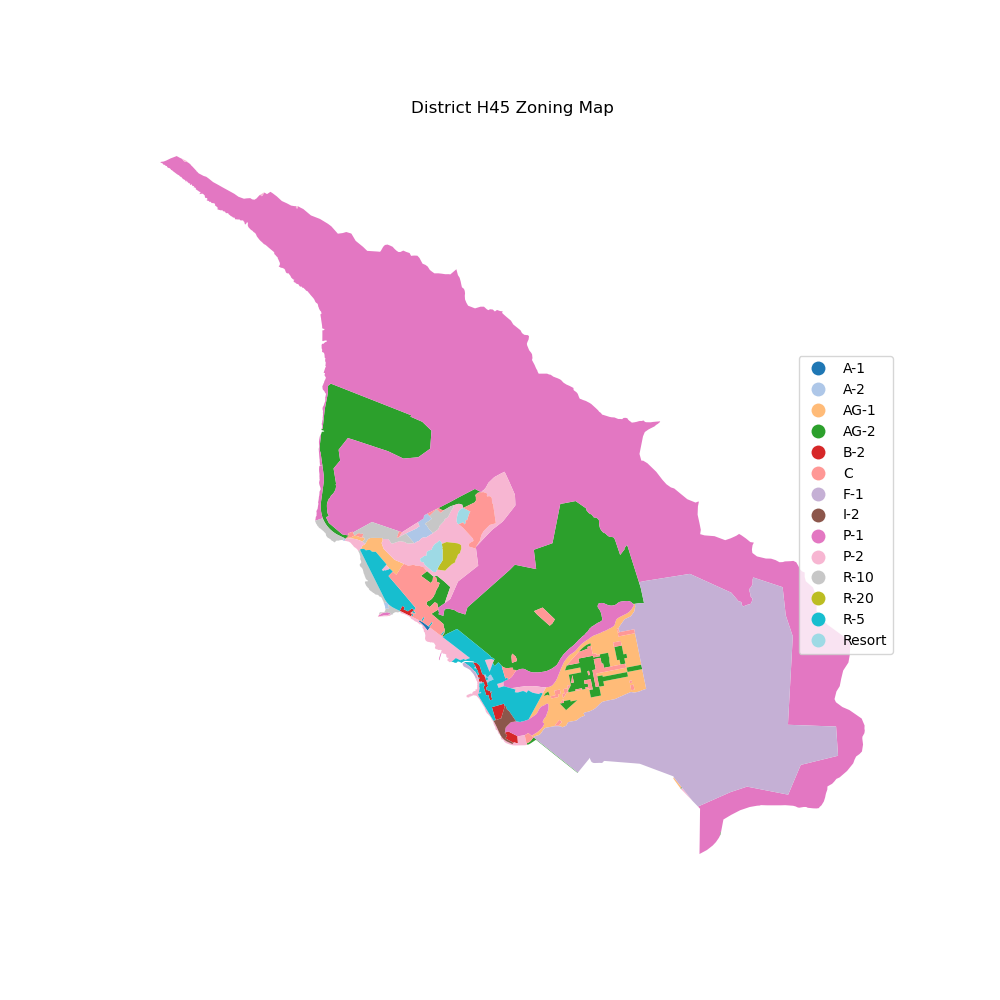 District H45 Zoning Map
A-1
A-2
AG-1
AG-2
B-2
C
F-1
I-2
P-1
P-2
R-10
R-20
R-5
Resort